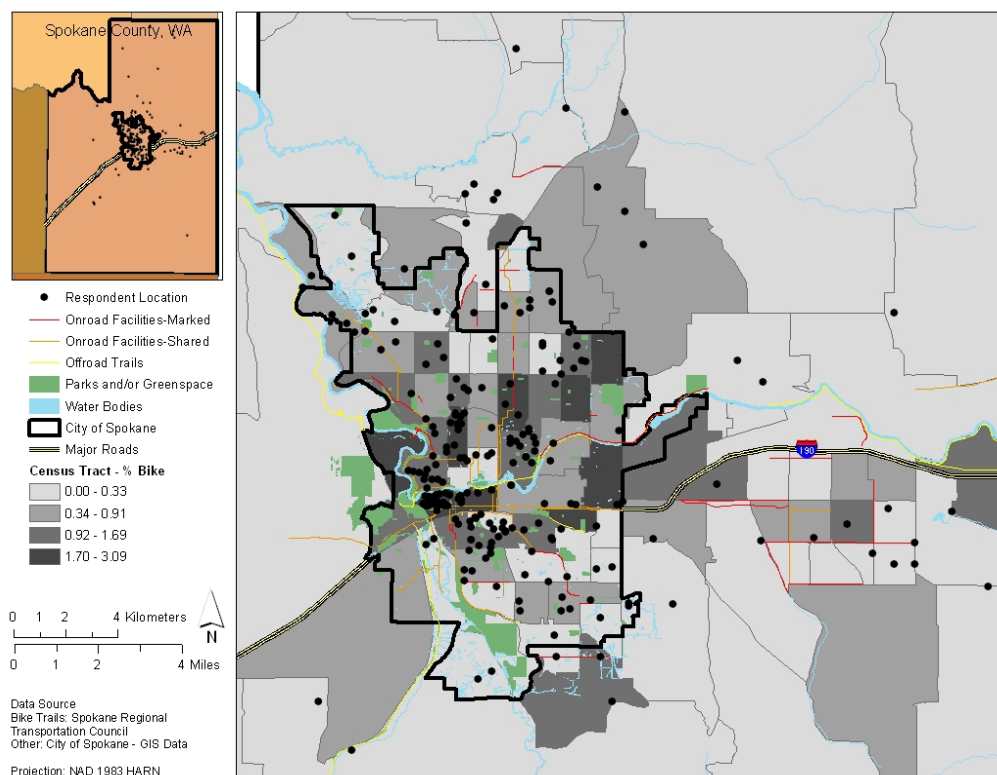 Spokane County, WA
Respondent Location
Onroad Facilities-Marked
Onroad Facilities-Shared
Offroad Trails
Parks and/or Greenspace
Water Bodies
City of Spokane
Major Roads
Census Tract - % Bike
0.00 - 0.33
0.34 - 0.91
0.92 - 1.69
1.70 - 3.09
0 1 2 4 Kilometers
0 1 2 4 Miles
N
Data Source
Bike Trails: Spokane Regional
Transportation Council
Other: City of Spokane - GIS Data
Projection: NAD 1983 HARN
190